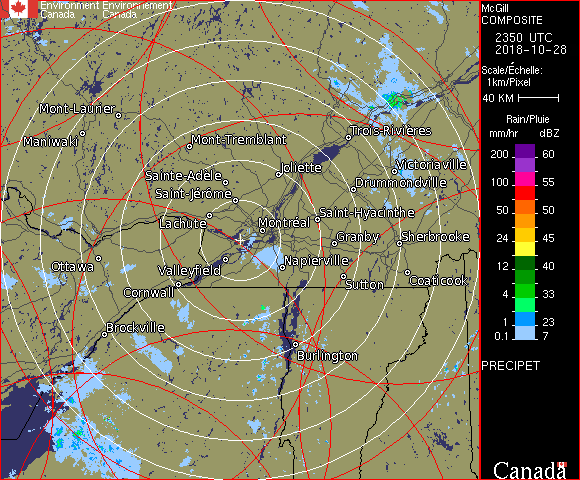 Environment Environnement
Canada Canada
Mont-Laurier
Maniwaki
Mont-Tremblant
Trois-Rivières
Sainte-Adèle
Joliette
Victoriaville
Saint-Jérôme
Drummondville
Lachute
Montréal
Saint-Hyacinthe
Granby
Sherbrooke
Ottawa
Valleyfield
Napierville
Cornwall
Sutton
Coaticook
Brockville
Burlington
McGill
COMPOSITE
2350 UTC
2018-10-28
Scale/Échelle:
1km/Pixel
40 KM
Rain/Pluie
mm/hr dBZ
200 60
100 55
50 50
24 45
12 40
4 33
1 23
0.1 7
PRECIPET
Canada